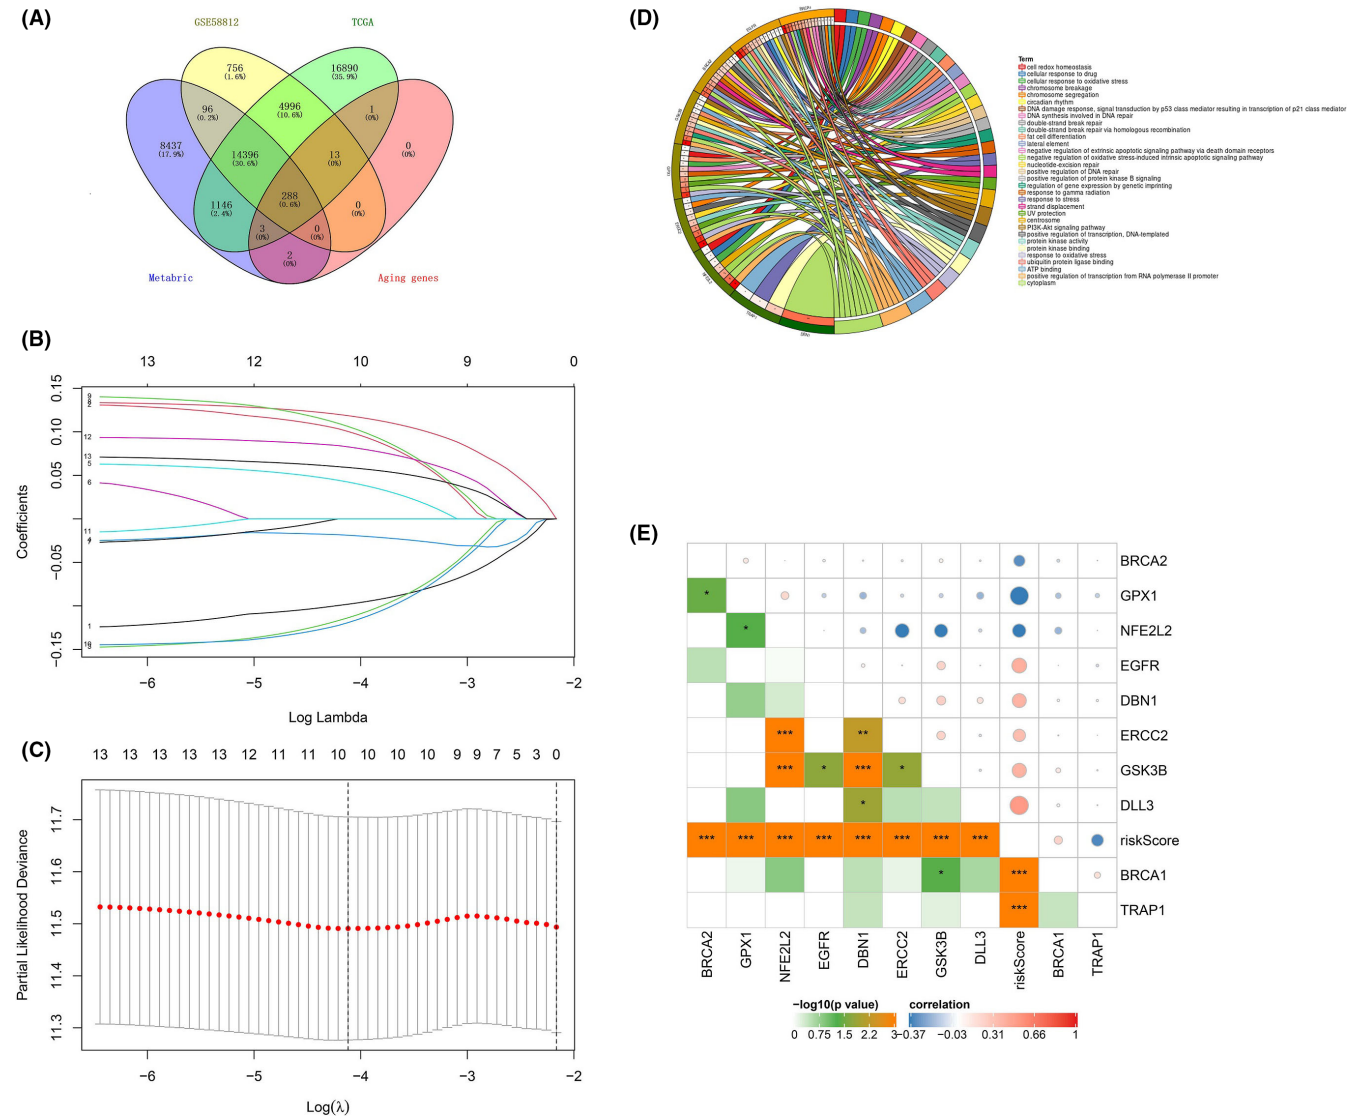 (A)
GSE58812
TCGA
756
(1.6%)
16890
(35.9%)
96
(0.2%)
4996
(10.6%)
1
(0%)
8437
(17.9%)
14396
(30.6%)
13
(0%)
0
(0%)
1146
(2.4%)
288
(0.6%)
0
(0%)
3
(0%)
0
(0%)
2
(0%)
Metabric
Aging genes
(B)
13 12 10 9 0
Coefficients
0.15
0.10
0.05
−0.05
−0.15
12
13
5
6
11
1
−6 −5 −4 −3 −2
Log Lambda
(C)
13 13 13 13 13 12 11 11 10 10 10 10 9 9 7 5 3 0
Partial Likelihood Deviance
11.7
11.6
11.5
11.4
11.3
−6 −5 −4 −3 −2
Log(λ)
(D)
Term
cell redox homeostasis
cellular response to drug
cellular response to oxidative stress
chromosome breakage
chromosome segregation
circadian rhythm
DNA damage response, signal transduction by p53 class mediator resulting in transcription of p21 class mediator
DNA synthesis involved in DNA repair
double-strand break repair
double-strand break repair via homologous recombination
fat cell differentiation
lateral element
negative regulation of extrinsic apoptotic signaling pathway via death domain receptors
negative regulation of oxidative stress-induced intrinsic apoptotic signaling pathway
nucleotide-excision repair
positive regulation of DNA repair
positive regulation of protein kinase B signaling
regulation of gene expression by genetic imprinting
response to gamma radiation
response to stress
strand displacement
UV protection
centrosome
PI3K-Akt signaling pathway
positive regulation of transcription, DNA-templated
protein kinase activity
protein kinase binding
response to oxidative stress
ubiquitin protein ligase binding
ATP binding
positive regulation of transcription from RNA polymerase II promoter
cytoplasm
(E)
BRCA2
* GPX1
* NFE2L2
EGFR
DBN1
*** ** ERCC2
*** * *** * GSK3B
* DLL3
*** *** *** *** *** *** *** *** riskScore
* *** BRCA1
*** TRAP1
BRCA2 GPX1 NFE2L2 EGFR DBN1 ERCC2 GSK3B DLL3 riskScore BRCA1 TRAP1
−log10(p value) correlation
0 0.75 1.5 2.2 3 −0.37 −0.03 0.31 0.66 1